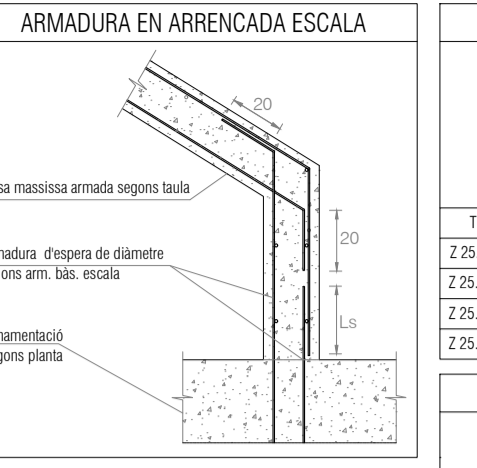 ARMADURA EN ARRENCADA ESCALA
20
sa massissa armada segons taula
20
madura d'espera de diàmetre
ons arm. bàs. escala
Ls
namentació
gons planta
T
Z 25.
Z 25.
Z 25.
Z 25.